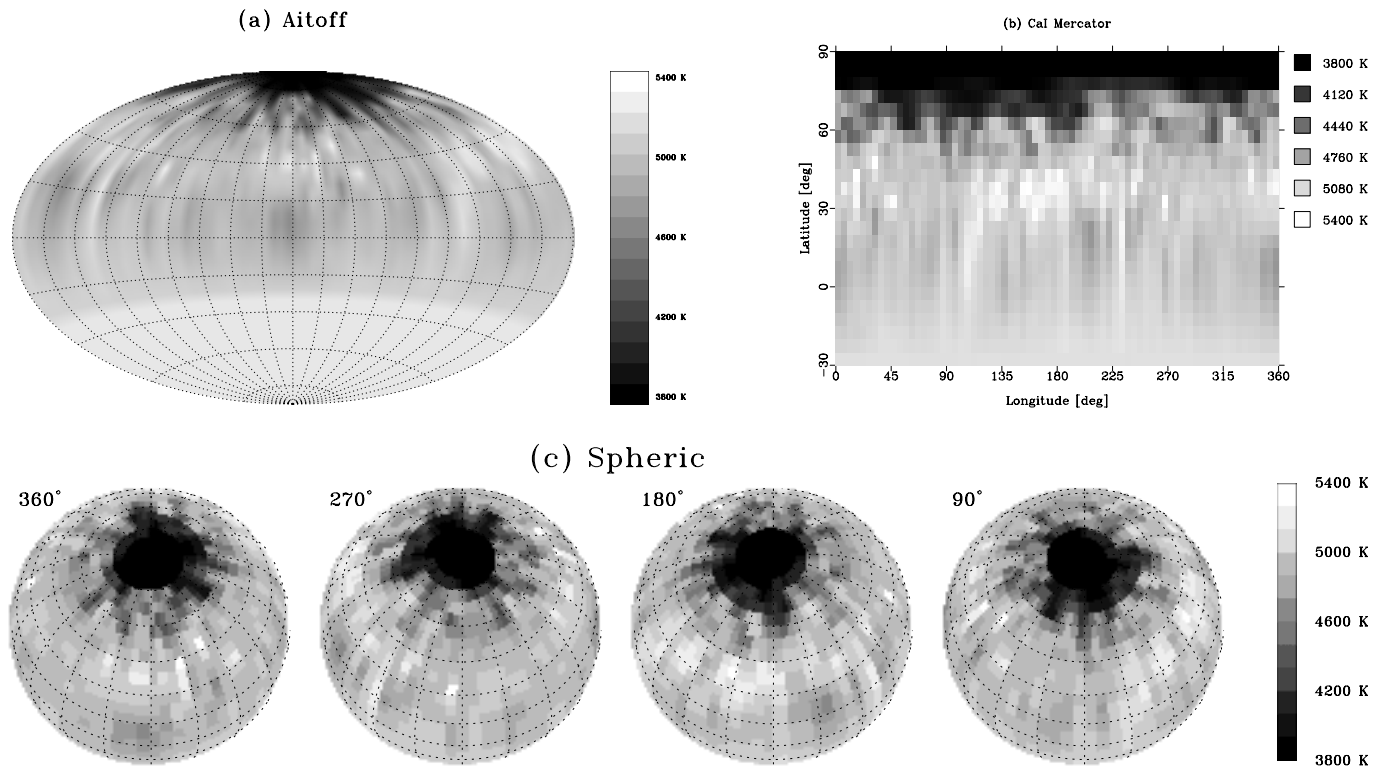 (a) Aitoff
5400 K
5000 K
4600 K
4200 K
3800 K
(b) CaI Mercator
90
60
30
0
-30
Latitude [deg]
0 45 90 135 180 225 270 315 360
Longitude [deg]
3800 K
4120 K
4440 K
4760 K
5080 K
5400 K
(c) Spheric
360°
270°
180°
90°
5400 K
5000 K
4600 K
4200 K
3800 K